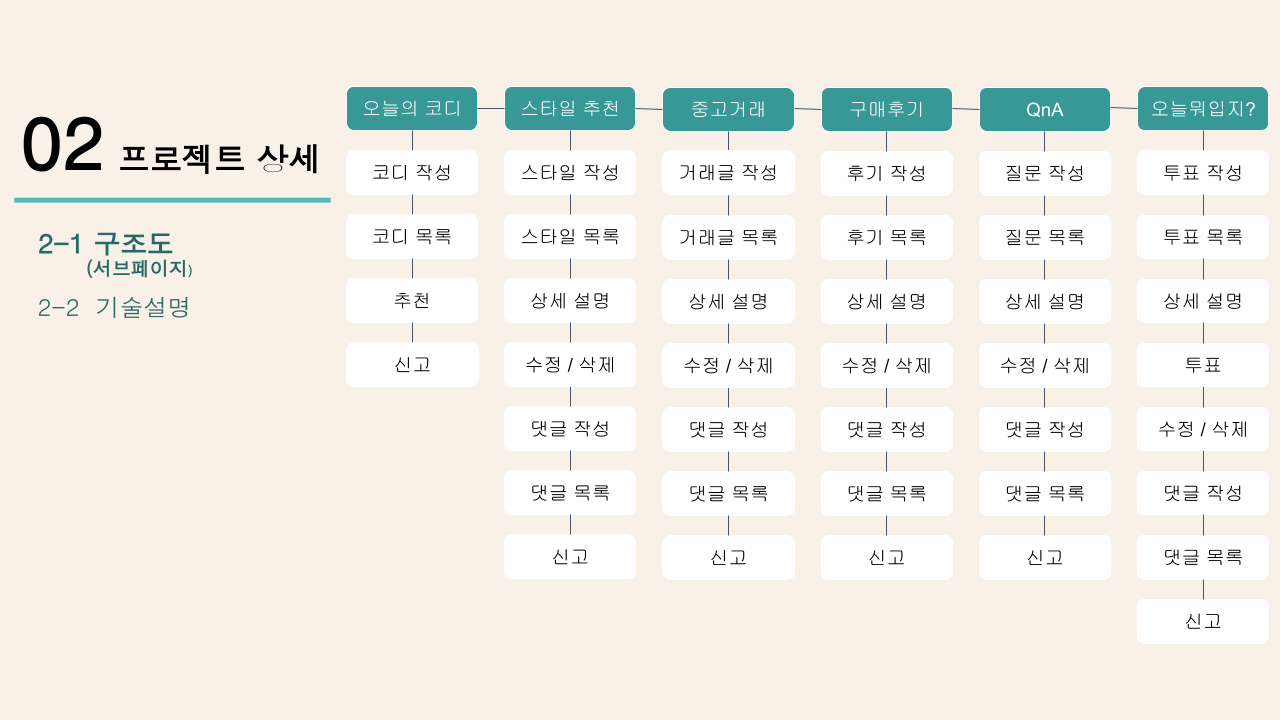 02 프로젝트 상세
2-1 구조도
(서브페이지)
2-2 기술설명
오늘의 코디
코디 작성
코디 목록
추천
신고
스타일 추천
스타일 작성
스타일 목록
상세 설명
수정 / 삭제
댓글 작성
댓글 목록
신고
중고거래
거래글 작성
거래글 목록
상세 설명
수정 / 삭제
댓글 작성
댓글 목록
신고
구매후기
후기 작성
후기 목록
상세 설명
수정 / 삭제
댓글 작성
댓글 목록
신고
QnA
질문 작성
질문 목록
상세 설명
수정 / 삭제
댓글 작성
댓글 목록
신고
오늘뭐입지?
투표 작성
투표 목록
상세 설명
투표
수정 / 삭제
댓글 작성
댓글 목록
신고